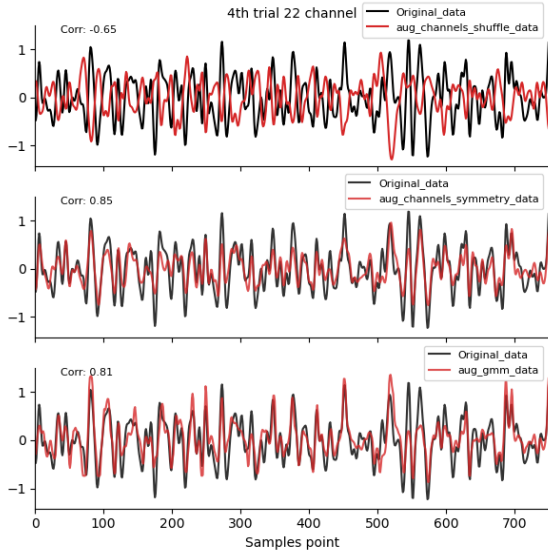 4th trial 22 channel
Corr: -0.65
Original_data
aug_channels_shuffle_data
1
0
−1
Corr: 0.85
Original_data
aug_channels_symmetry_data
1
0
−1
Corr: 0.81
Original_data
aug_gmm_data
1
0
−1
0 100 200 300 400 500 600 700
Samples point